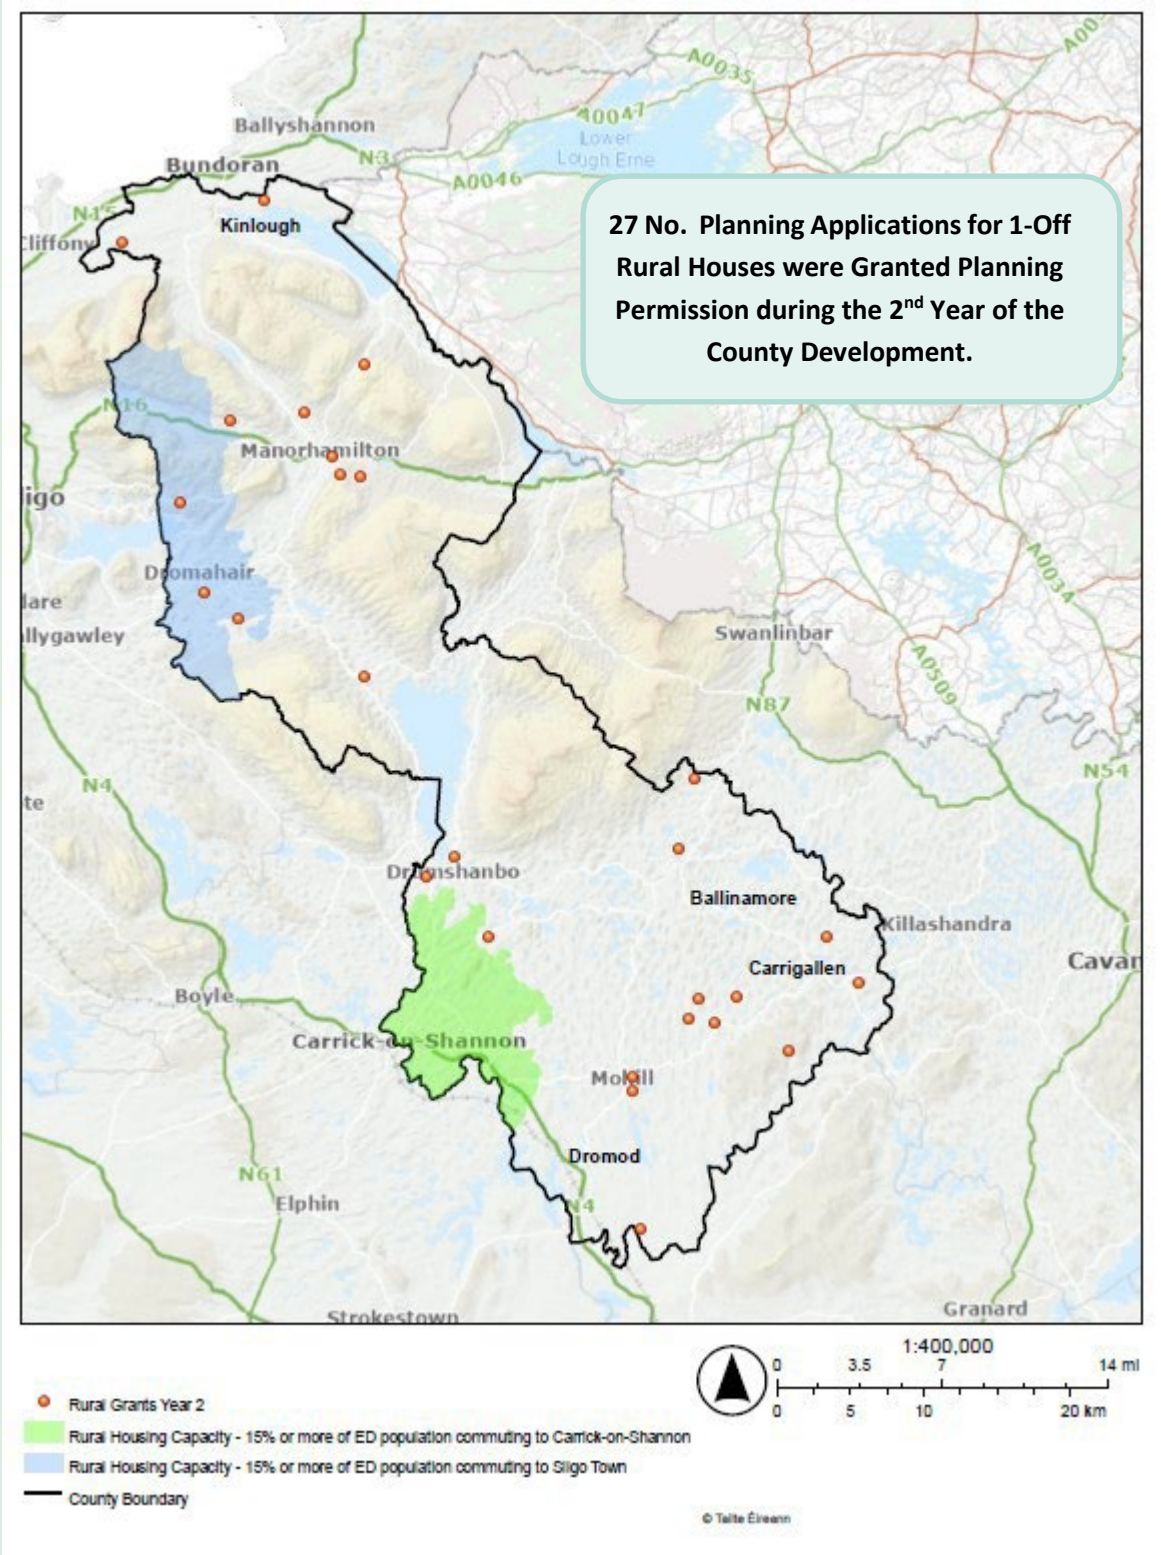 A00
A0035
A0047
Ballyshannon
Lower
Lough Erne
N3
Bundoran
A0046
N15
Kinlough
Cliffony
27 No. Planning Applications for 1-Off
Rural Houses were Granted Planning
Permission during the 2nd Year of the
County Development.
N16
Manorhamilton
igo
Dromahair
A0034
lare
llygawley
Swanlinbar
A0509
N87
N4
N54
te
Drumshanbo
Ballinamore
Killashandra
Carrigallen
Cavan
Boyle
Carrick-on-Shannon
Mohill
Dromod
N61
Elphin
N4
Strokestown
Granard
1:400,000
0 3.5 7 14 mi
0 5 10 20 km
Rural Grants Year 2
Rural Housing Capacity - 15% or more of ED population commuting to Carrick-on-Shannon
Rural Housing Capacity - 15% or more of ED population commuting to Sligo Town
County Boundary
© Tailte Éireann